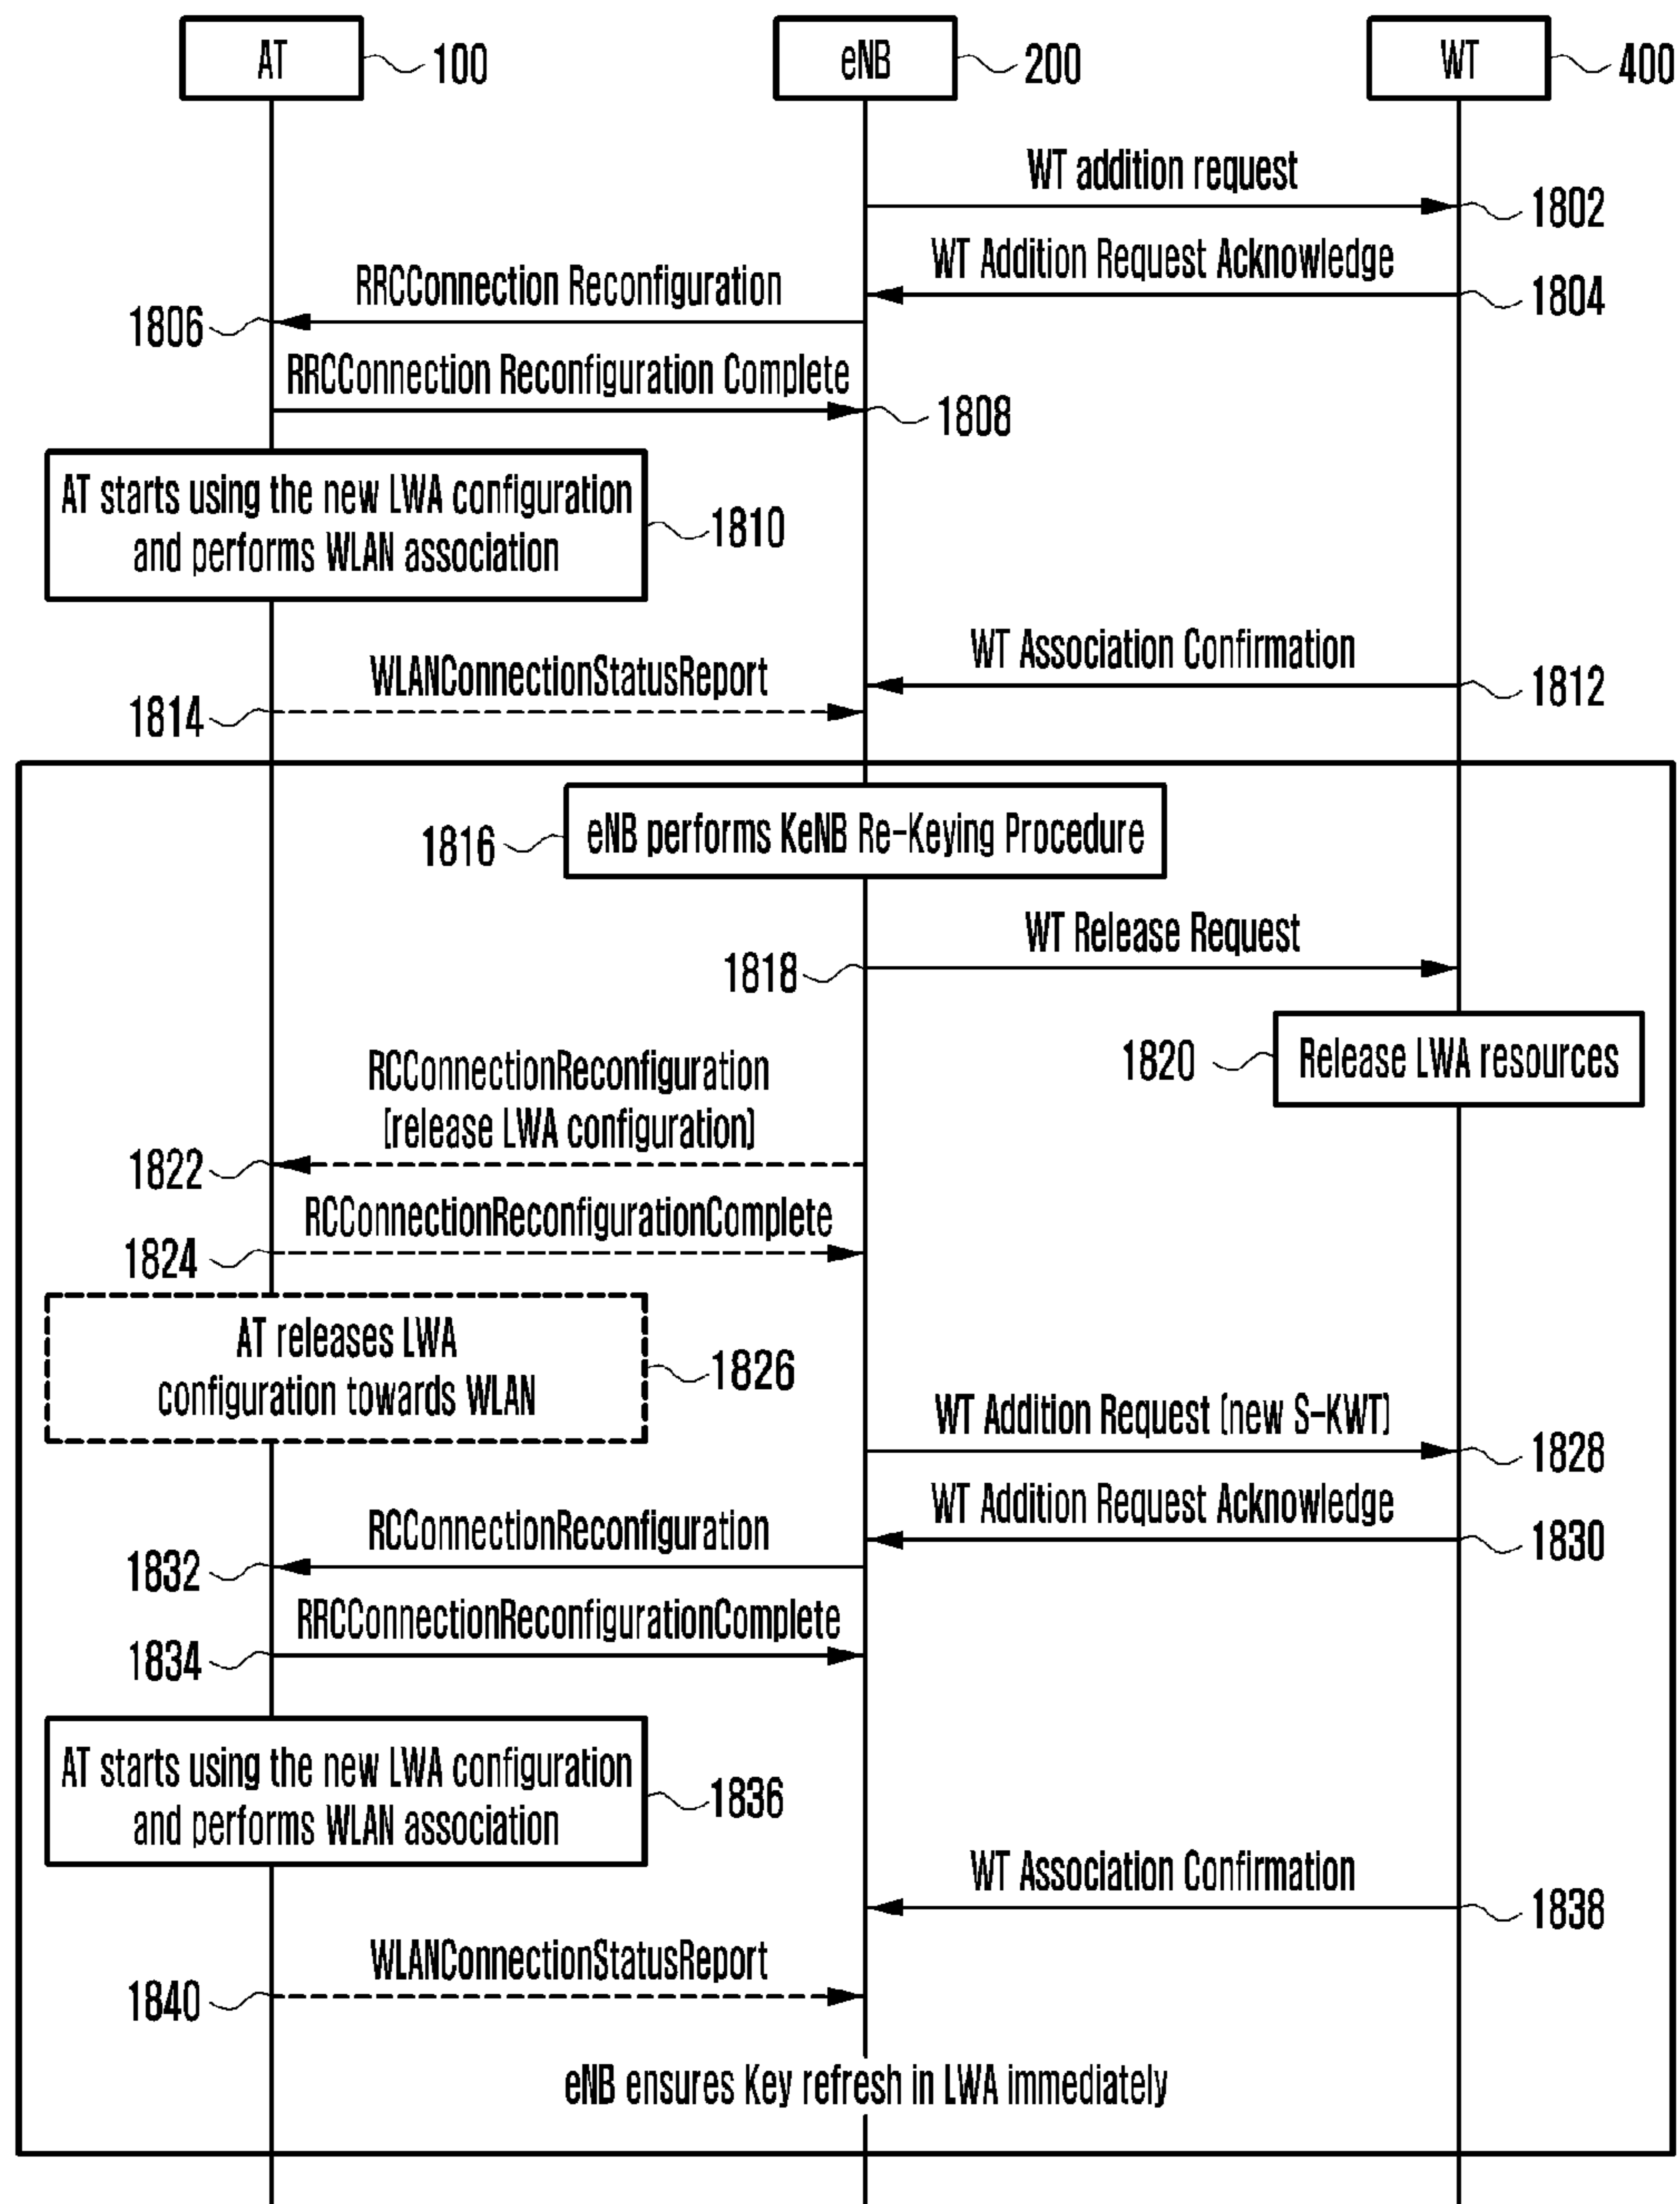 AT
100
eNB
200
WT
400
WT addition request
1802
WT Addition Request Acknowledge
1804
RRCConnection Reconfiguration
1806
RRCConnection Reconfiguration Complete
1808
AT starts using the new LWA configuration
and performs WLAN association
1810
WT Association Confirmation
1812
WLANConnectionStatusReport
1814
eNB performs KeNB Re-Keying Procedure
1816
WT Release Request
1818
Release LWA resources
1820
RCConnectionReconfiguration
(release LWA configuration)
1822
RCConnectionReconfigurationComplete
1824
AT releases LWA
configuration towards WLAN
1826
WT Addition Request (new S-KWT)
1828
WT Addition Request Acknowledge
1830
RCConnectionReconfiguration
1832
RRCConnectionReconfigurationComplete
1834
AT starts using the new LWA configuration
and performs WLAN association
1836
WT Association Confirmation
1838
WLANConnectionStatusReport
1840
eNB ensures Key refresh in LWA immediately